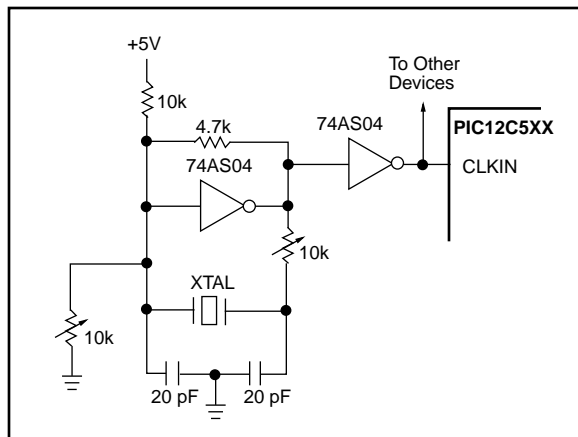 +5V
To Other
Devices
10k
4.7k
74AS04
PIC12C5XX
74AS04
CLKIN
10k
XTAL
10k
20 pF
20 pF